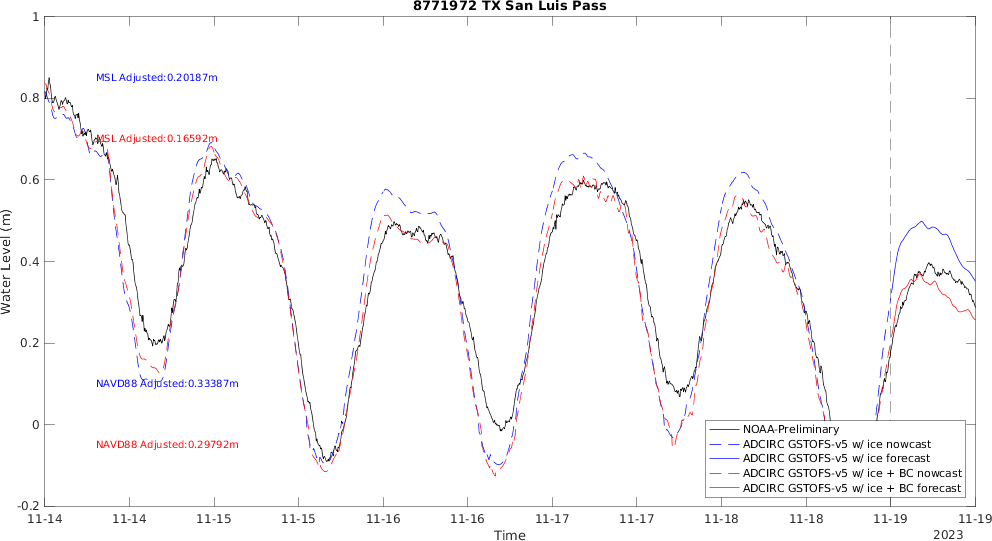 8771972 TX San Luis Pass
1
0.8
0.6
0.4
0.2
0
-0.2
Water Level (m)
MSL Adjusted:0.20187m
MSL Adjusted:0.16592m
NAVD88 Adjusted:0.33387m
NAVD88 Adjusted:0.29792m
NOAA-Preliminary
ADCIRC GSTOFS-v5 w/ ice nowcast
ADCIRC GSTOFS-v5 w/ ice forecast
ADCIRC GSTOFS-v5 w/ ice + BC nowcast
ADCIRC GSTOFS-v5 w/ ice + BC forecast
11-14 11-14 11-15 11-15 11-16 11-16 11-17 11-17 11-18 11-18 11-19 11-19
Time
2023